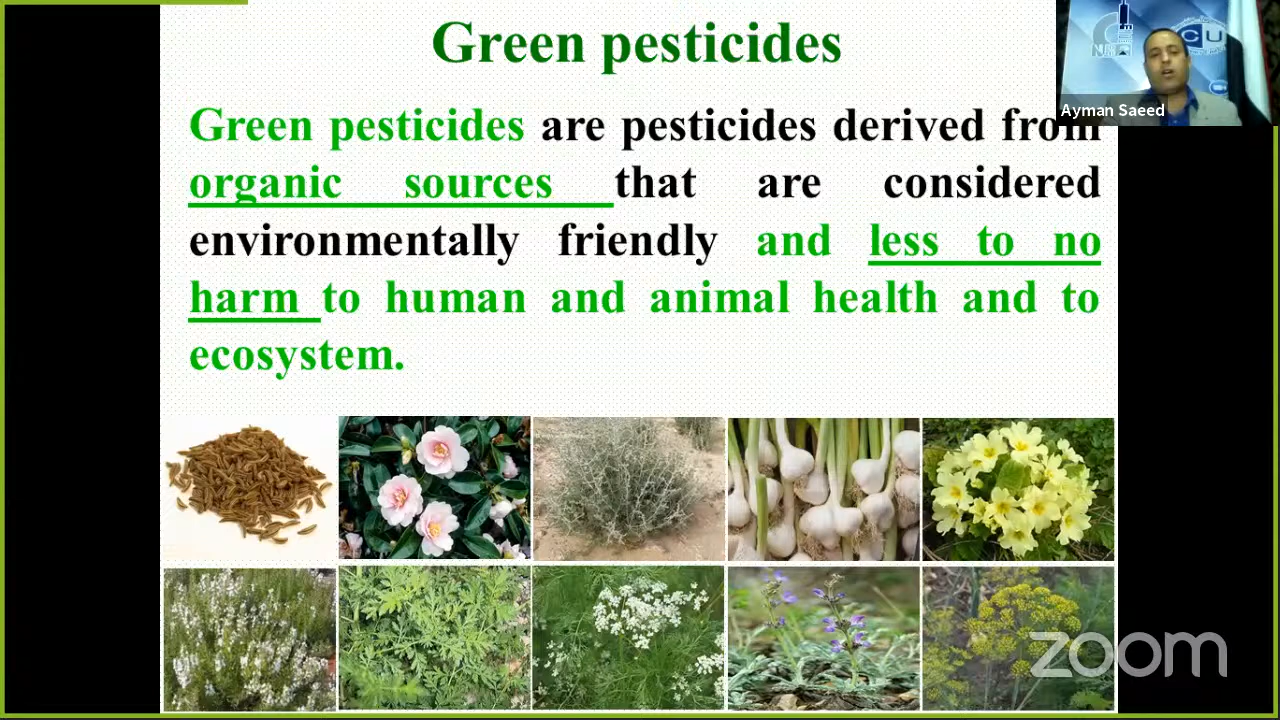 Green pesticides
Ayman Saeed
Green pesticides are pesticides derived from
organic sources that are considered
environmentally friendly and less to no
harm to human and animal health and to
ecosystem.
zoom